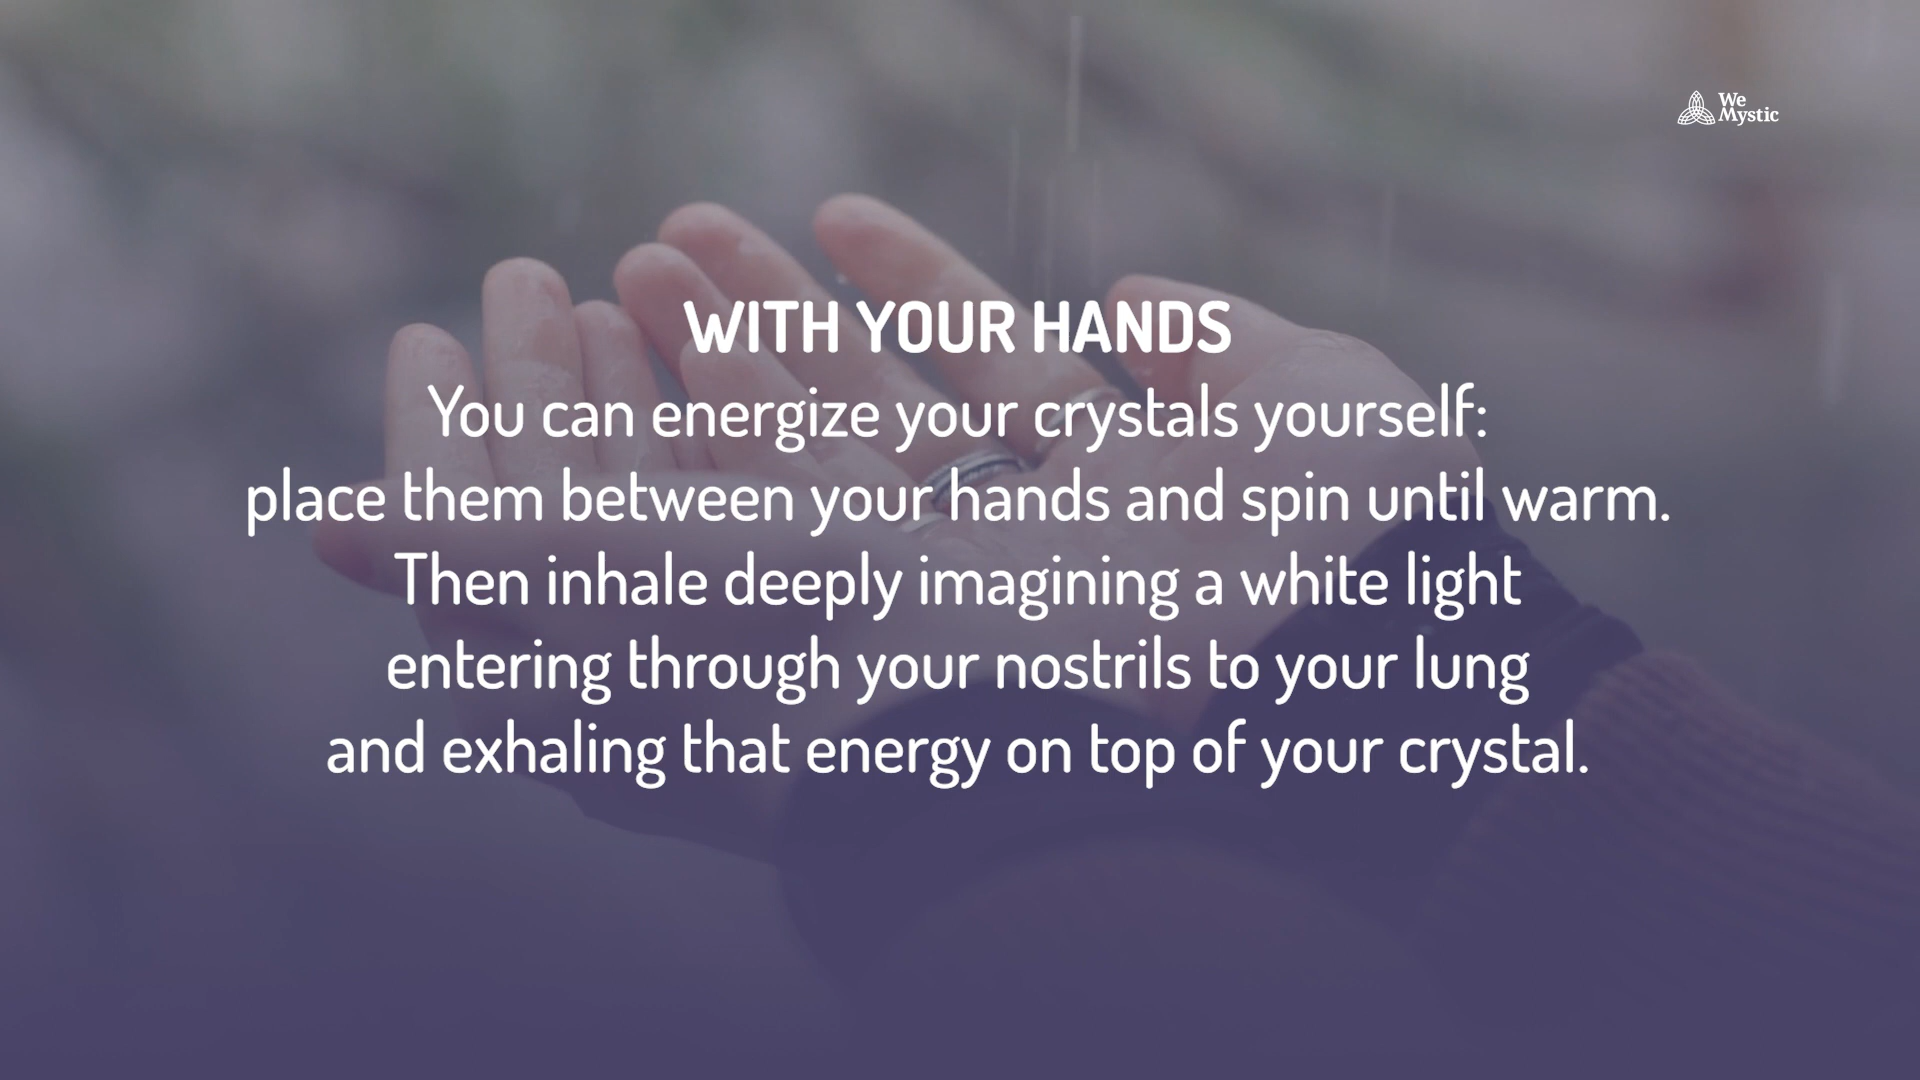 We
Mystic
WITH YOUR HANDS
You can energize your crystals yourself:
place them between your hands and spin until warm.
Then inhale deeply imagining a white light
entering through your nostrils to your lung
and exhaling that energy on top of your crystal.